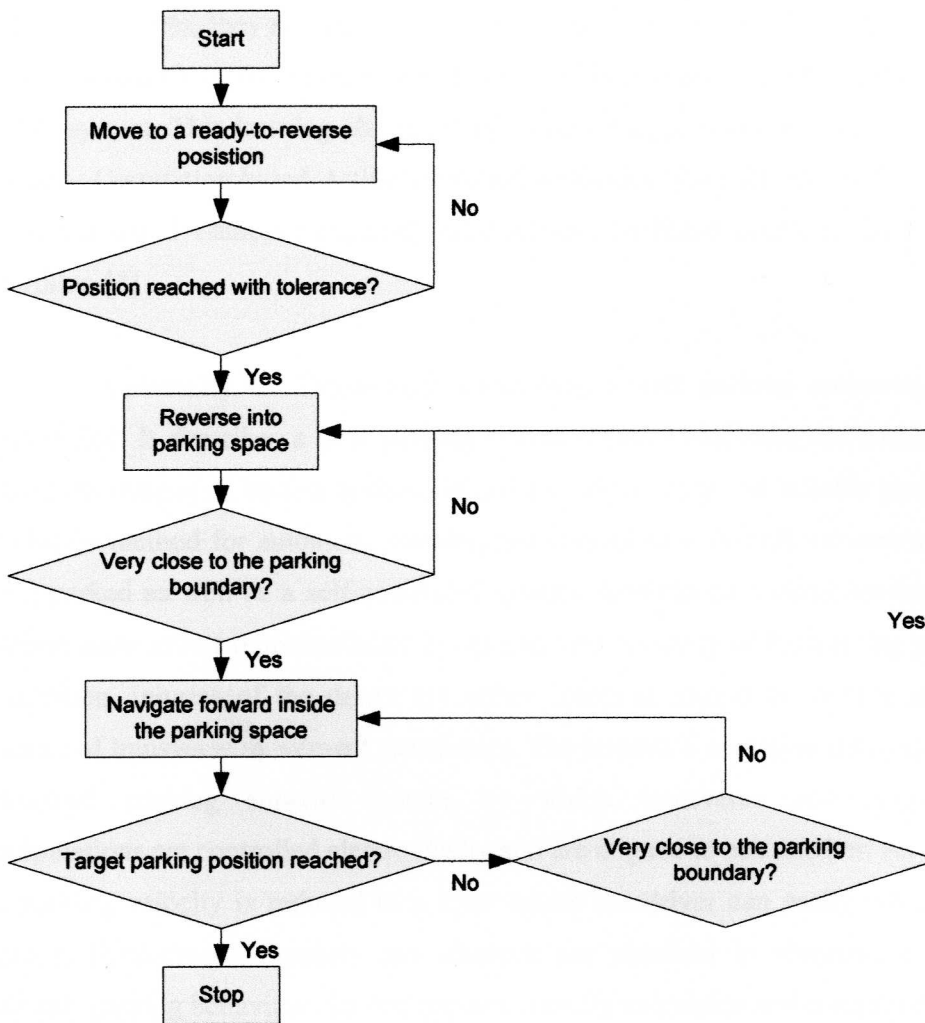 Start
Move to a ready-to-reverse
posistion
No
Position reached with tolerance?
Yes
Reverse into
parking space
No
Very close to the parking
boundary?
Yes
Yes
Navigate forward inside
the parking space
No
Target parking position reached?
No
Very close to the parking
boundary?
Yes
Stop